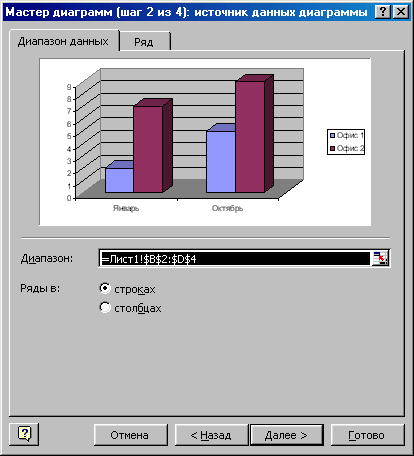 Мастер диаграмм (шаг 2 из 4): источник данных диаграммы
Диапазон данных
Ряд
9
8
7
6
5
4
3
2
1
0
Январь
Октябрь
Офис 1
Офис 2
Диапазон:
=Лист1!$B$2:$D$4
Ряды в:
строках
столбцах
Отмена
< Назад
Далее >
Готово